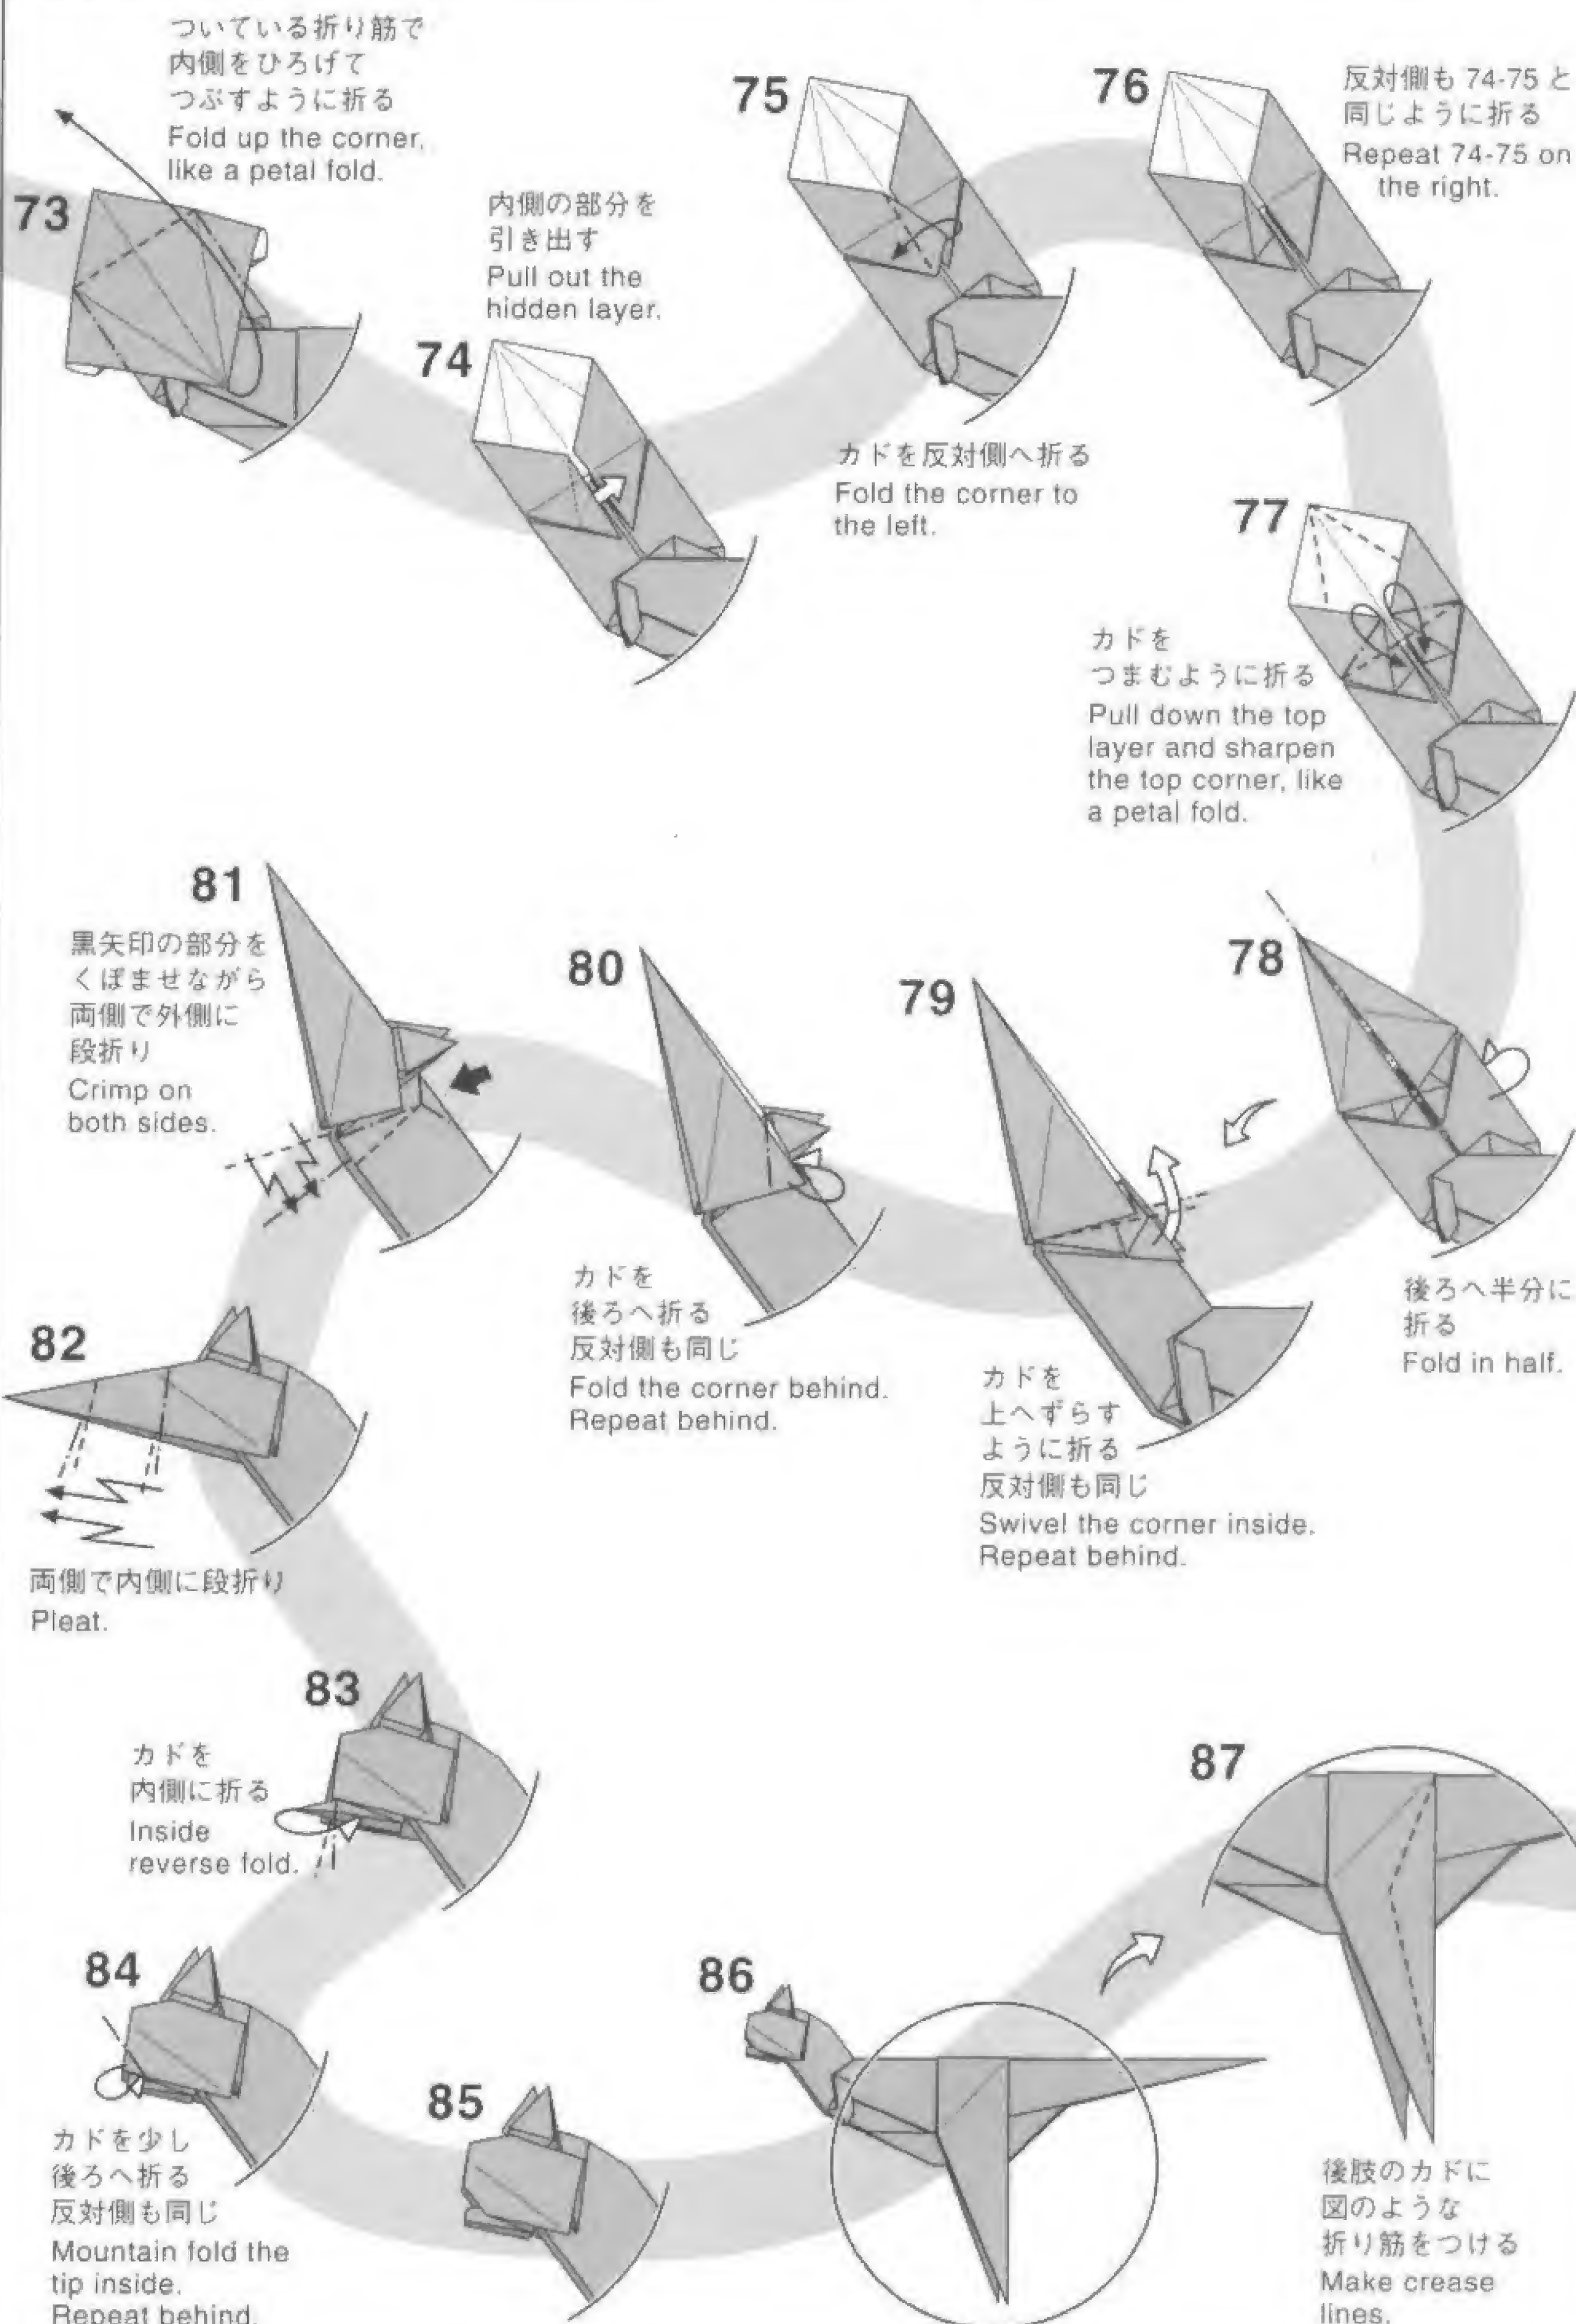 73
ついている折り筋で
内側をひろげて
つぶすように折る
Fold up the corner,
like a petal fold.
74
内側の部分を
引き出す
Pull out the
hidden layer.
75
カドを反対側へ折る
Fold the corner to
the left.
76
反対側も 74-75 と
同じように折る
Repeat 74-75 on
the right.
77
カドを
つまむように折る
Pull down the top
layer and sharpen
the top corner, like
a petal fold.
78
後ろへ半分に
折る
Fold in half.
79
カドを
上へずらす
ように折る
反対側も同じ
Swivel the corner inside.
Repeat behind.
80
カドを
後ろへ折る
反対側も同じ
Fold the corner behind.
Repeat behind.
81
黒矢印の部分を
くぼませながら
両側で外側に
段折り
Crimp on
both sides.
82
両側で内側に段折り
Pleat.
83
カドを
内側に折る
Inside
reverse fold.
84
カドを少し
後ろへ折る
反対側も同じ
Mountain fold the
tip inside.
Repeat behind.
85
86
87
後肢のカドに
図のような
折り筋をつける
Make crease
lines.